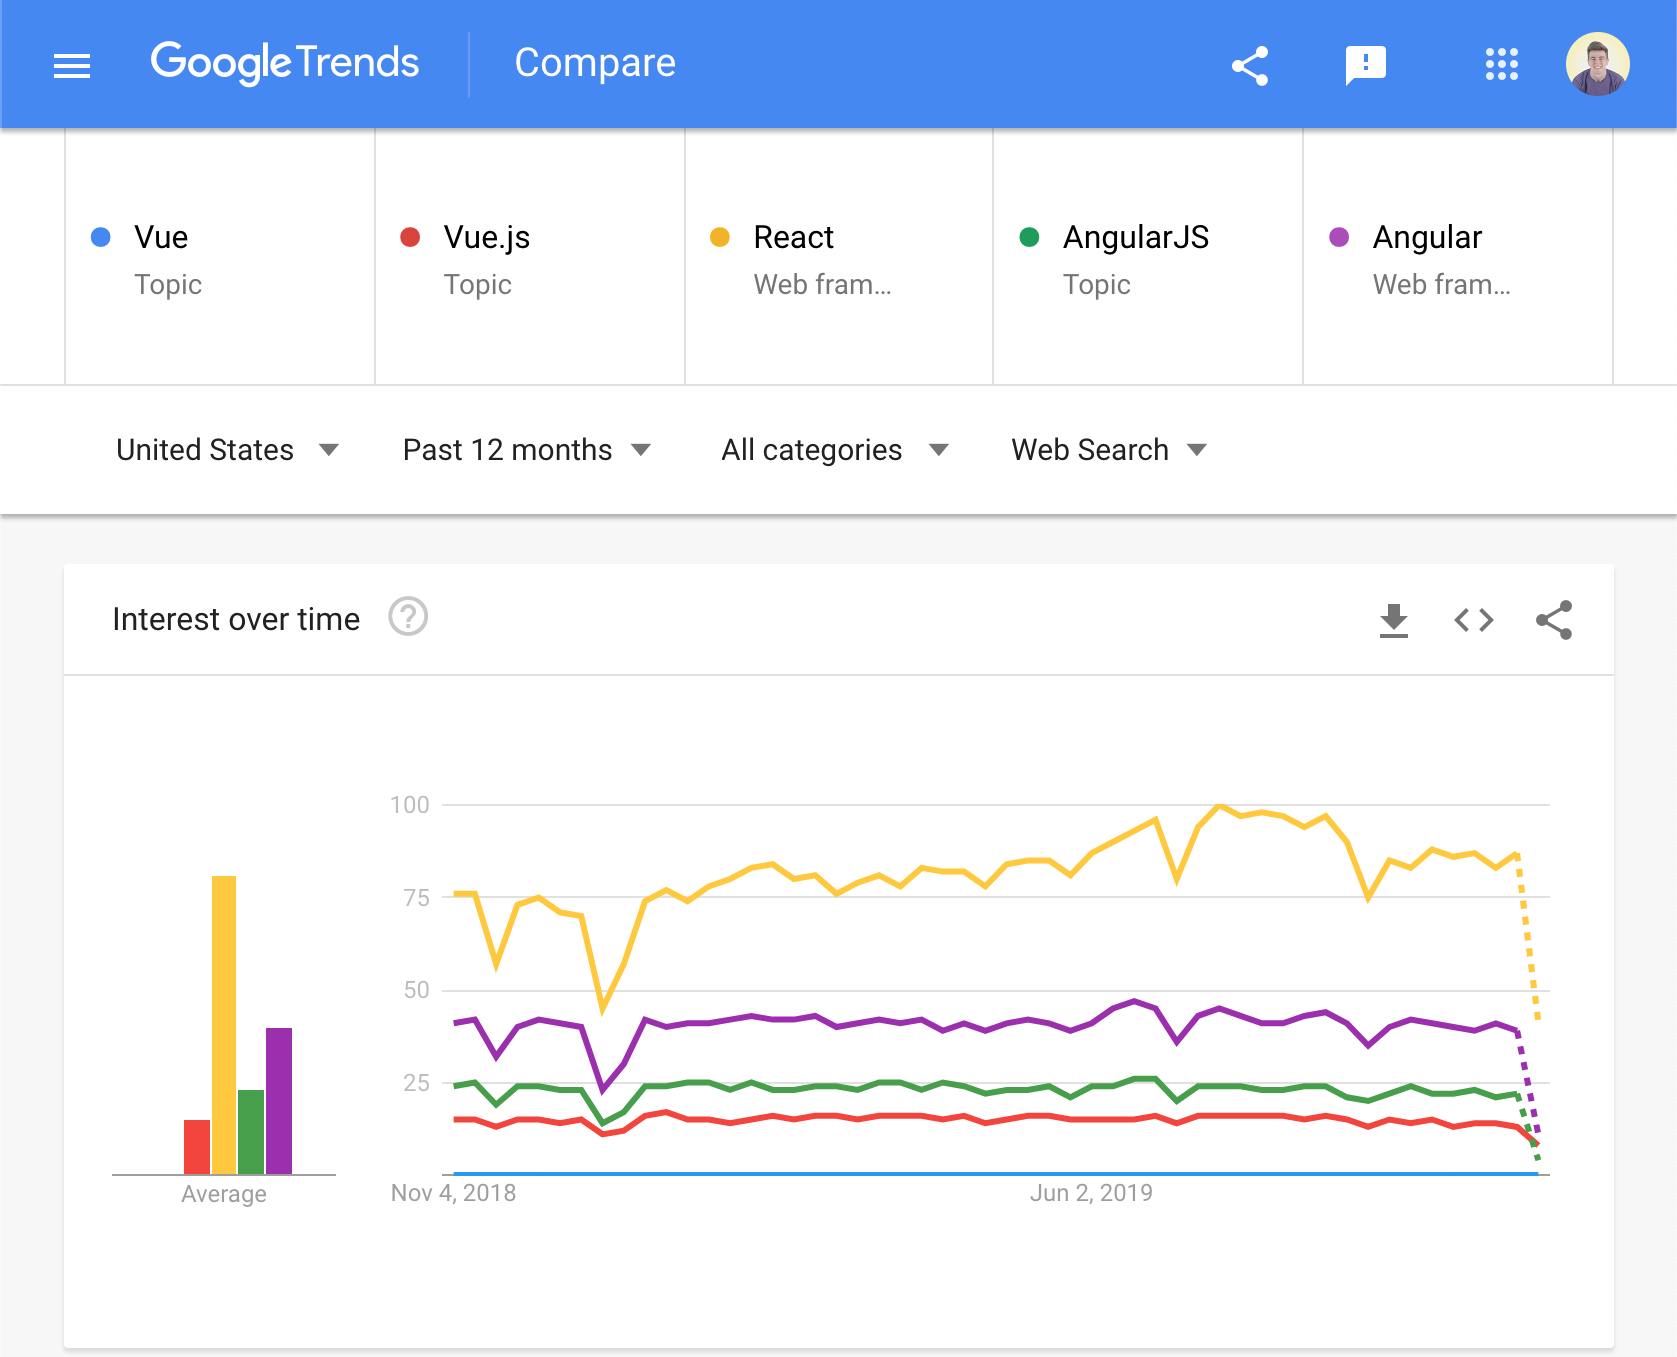 Google Trends Compare
Vue Vue.js React AngularJS Angular
Topic Topic Web fram... Topic Web fram...
United States Past 12 months All categories Web Search
Interest over time ?
100
75
50
25
Average
Nov 4, 2018 Jun 2, 2019